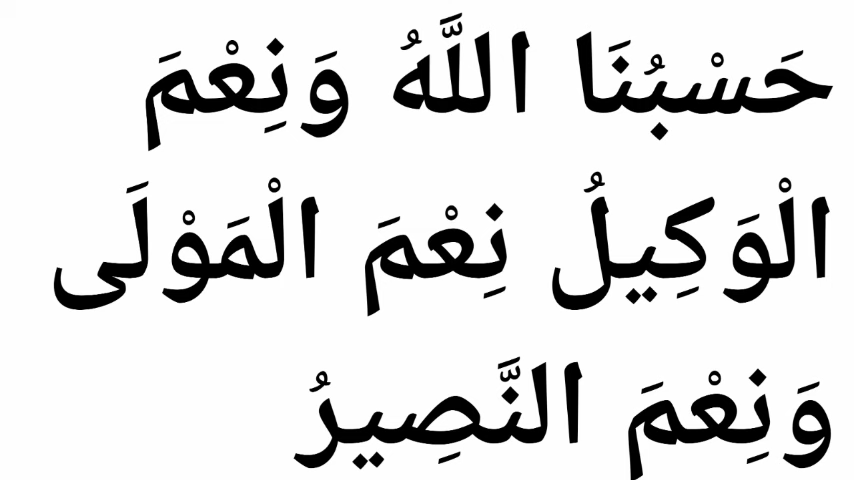 حَسْبُنَا اللَّهُ وَنِعْمَ
الْوَكِيلُ نِعْمَ الْمَوْلَى
وَنِعْمَ النَّصِيرُ